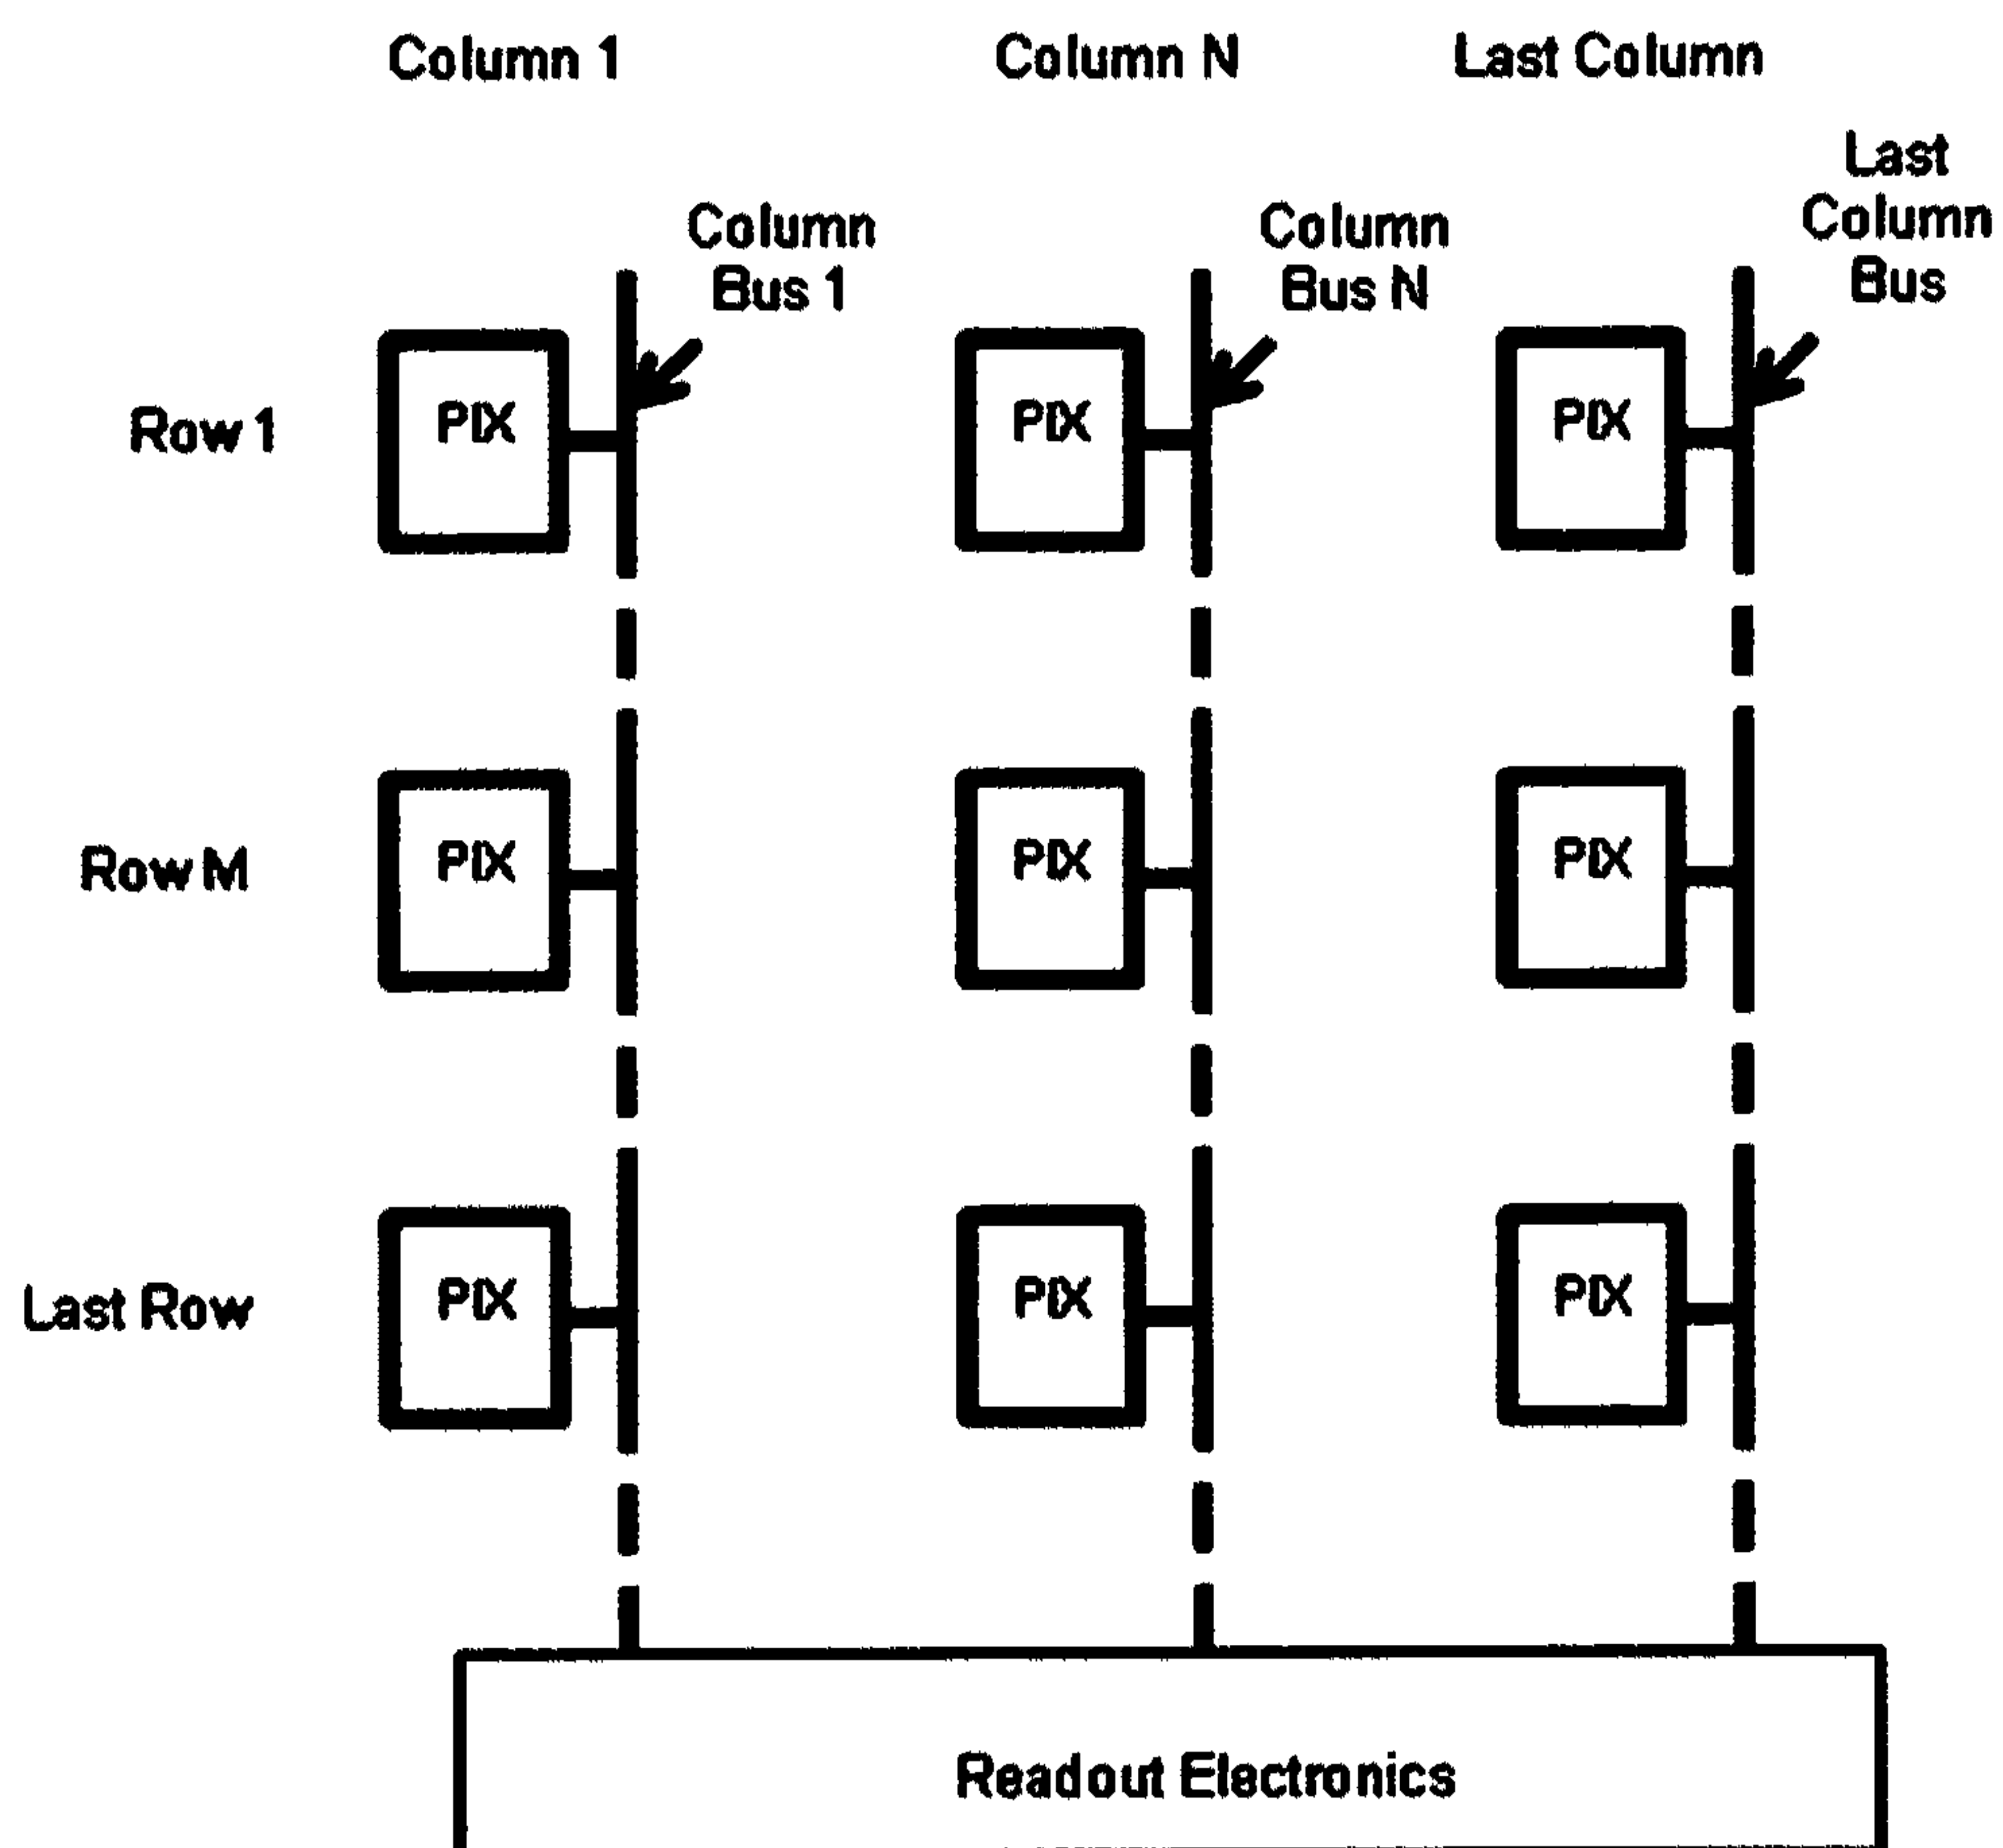 Column 1
Column N
Last Column
Column
Bus 1
Column
Bus N
Last
Column
Bus
Row 1
PIX
PIX
PIX
Row M
PIX
PIX
PIX
Last Row
PIX
PIX
PIX
Readout Electronics